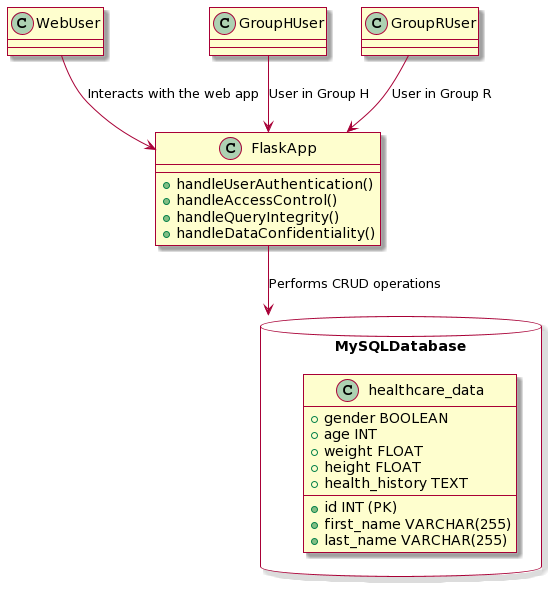 C WebUser
C GroupHUser
C GroupRUser
Interacts with the web app
User in Group H
User in Group R
C FlaskApp
handleUserAuthentication()
handleAccessControl()
handleQueryIntegrity()
handleDataConfidentiality()
Performs CRUD operations
MySQLDatabase
C healthcare_data
gender BOOLEAN
age INT
weight FLOAT
height FLOAT
health_history TEXT
id INT (PK)
first_name VARCHAR(255)
last_name VARCHAR(255)